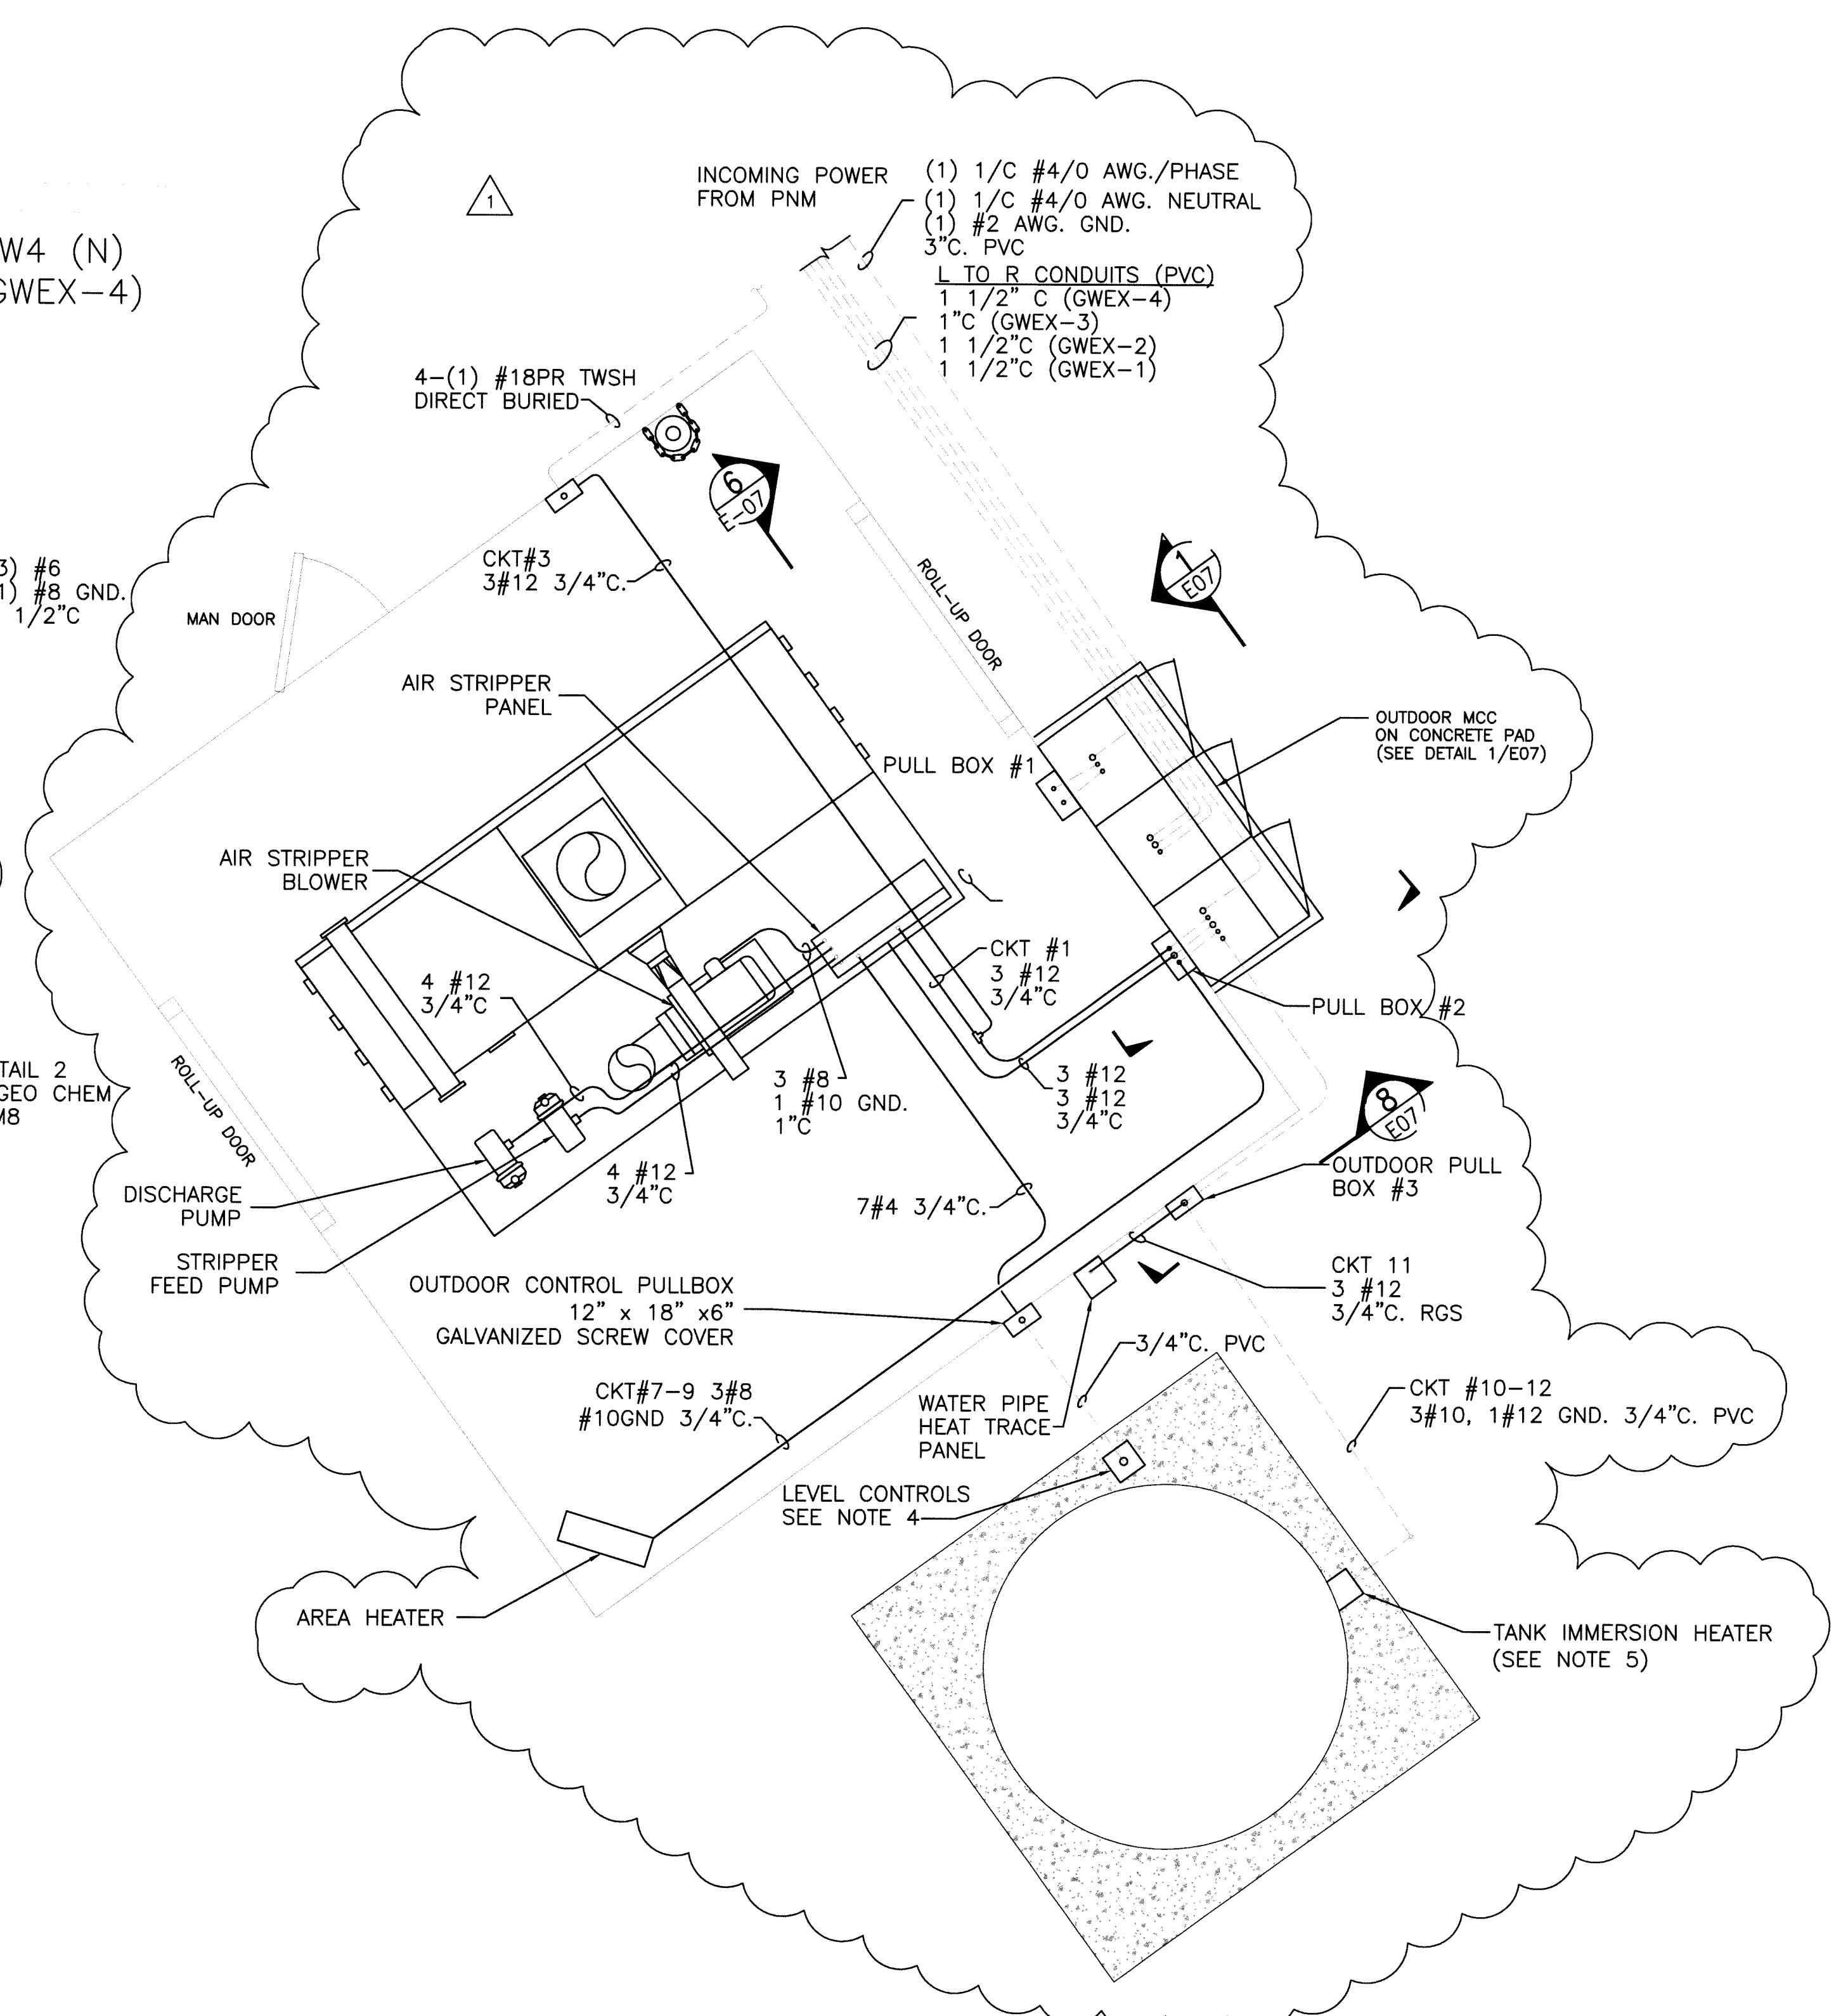 W4 (N)
GWEX-4)
1
INCOMING POWER
FROM PNM
(1) 1/C #4/0 AWG./PHASE
(1) 1/C #4/0 AWG. NEUTRAL
(1) #2 AWG. GND.
3"C. PVC
L TO R CONDUITS (PVC)
1 1/2" C (GWEX-4)
1"C (GWEX-3)
1 1/2"C (GWEX-2)
1 1/2"C (GWEX-1)
4-(1) #18PR TWSH
DIRECT BURIED
6
E-07
CKT#3
3#12 3/4"C.
3) #6
1) #8 GND.
1/2"C
MAN DOOR
ROLL-UP DOOR
1
E07
AIR STRIPPER
PANEL
PULL BOX #1
OUTDOOR MCC
ON CONCRETE PAD
(SEE DETAIL 1/E07)
AIR STRIPPER
BLOWER
4 #12
3/4"C
CKT #1
3 #12
3/4"C
PULL BOX #2
TAIL 2
GEO CHEM
M8
ROLL-UP DOOR
3 #8
1 #10 GND.
1"C
3 #12
3 #12
3/4"C
8
E07
4 #12
3/4"C
DISCHARGE
PUMP
7#4 3/4"C.
OUTDOOR PULL
BOX #3
STRIPPER
FEED PUMP
OUTDOOR CONTROL PULLBOX
12" x 18" x6"
GALVANIZED SCREW COVER
CKT 11
3 #12
3/4"C. RGS
3/4"C. PVC
CKT#7-9 3#8
#10GND 3/4"C.
WATER PIPE
HEAT TRACE
PANEL
CKT #10-12
3#10, 1#12 GND. 3/4"C. PVC
LEVEL CONTROLS
SEE NOTE 4
AREA HEATER
TANK IMMERSION HEATER
(SEE NOTE 5)